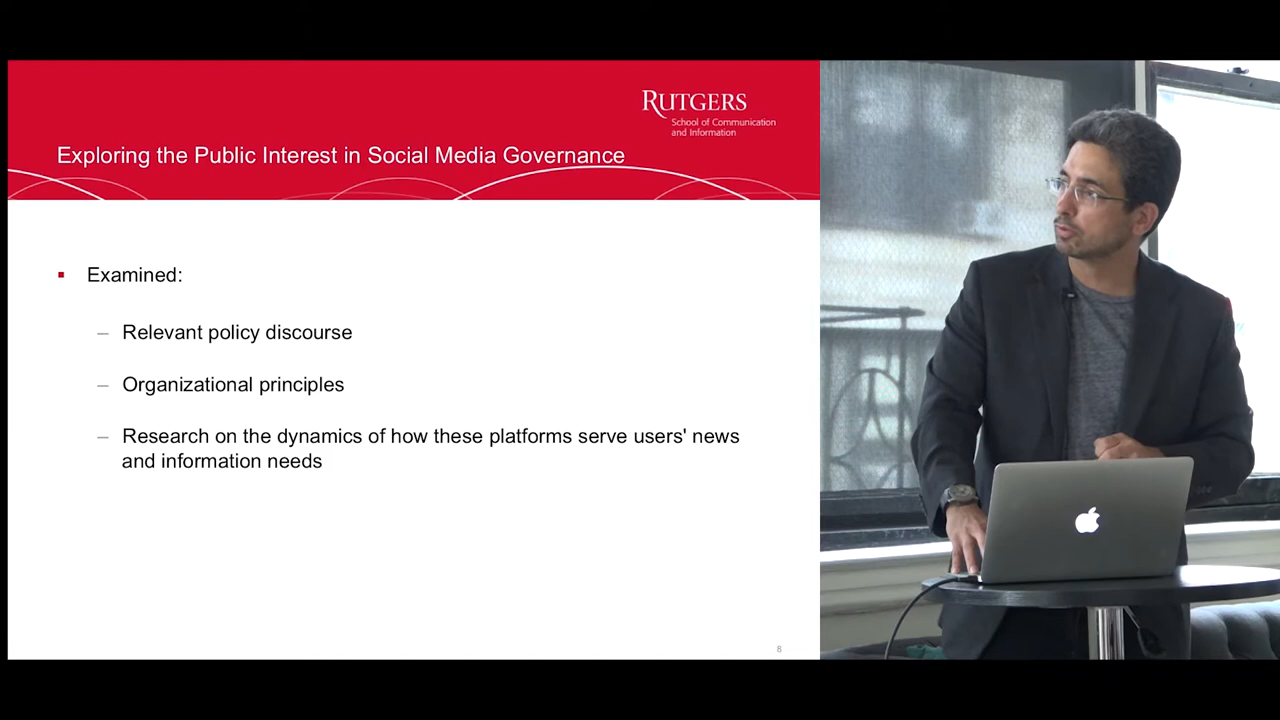 RUTGERS
School of Communication
and Information
Exploring the Public Interest in Social Media Governance
Examined:
– Relevant policy discourse
– Organizational principles
– Research on the dynamics of how these platforms serve users' news
and information needs
8